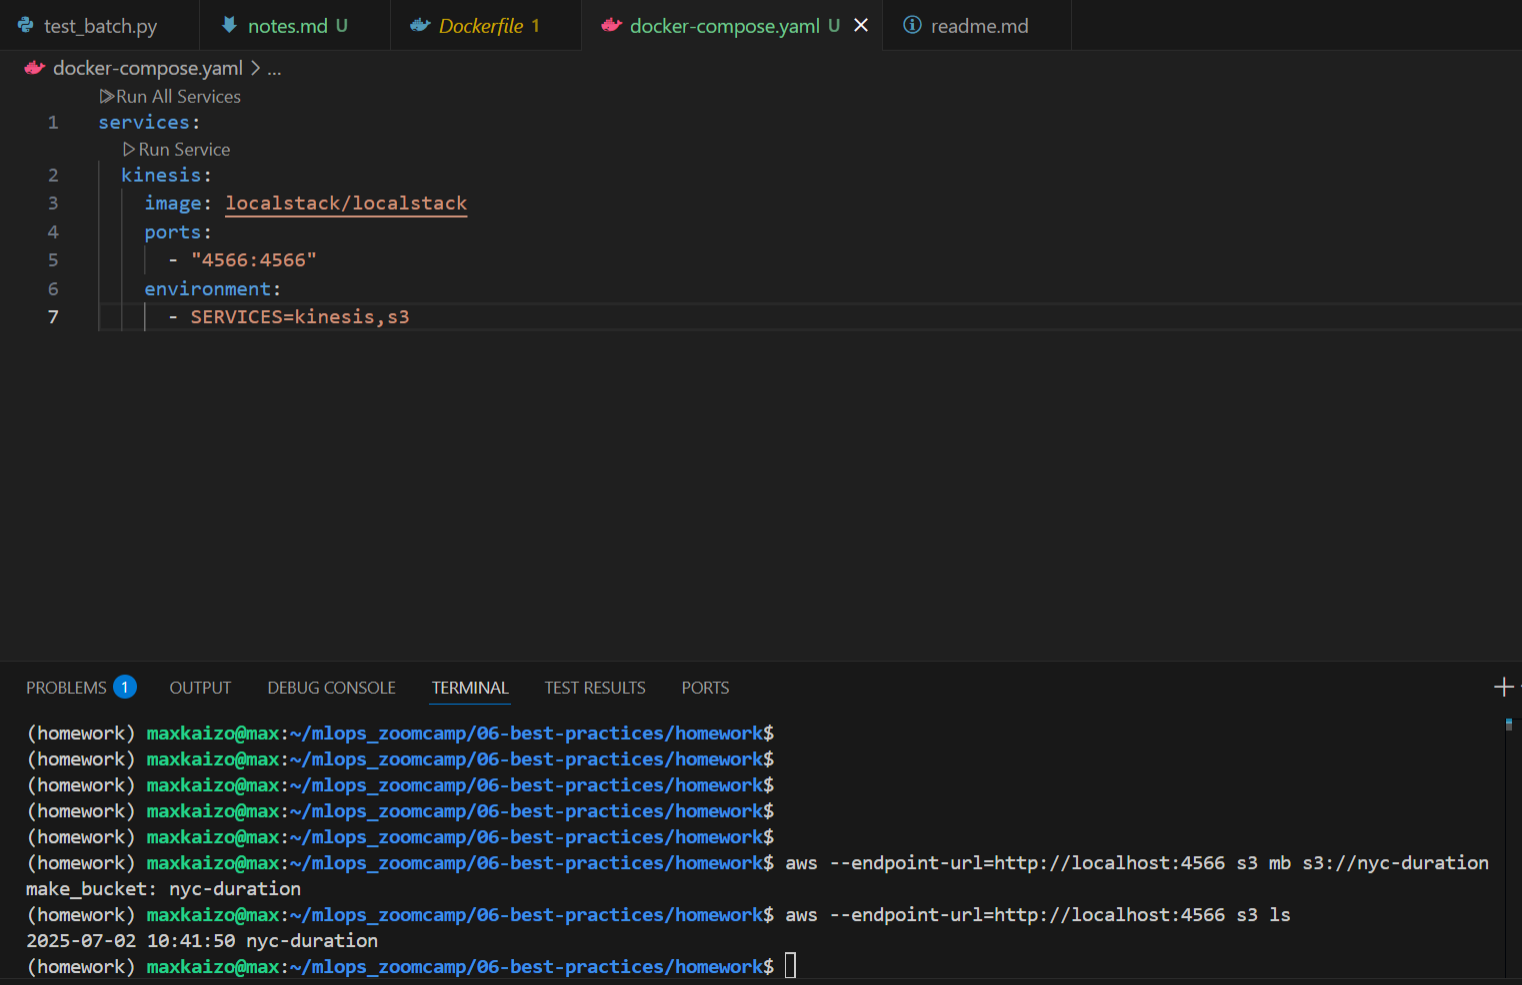 test_batch.py
notes.md U
Dockerfile 1
docker-compose.yaml U
readme.md
docker-compose.yaml > ...
Run All Services
1 services:
Run Service
2 kinesis:
3 image: localstack/localstack
4 ports:
5 - "4566:4566"
6 environment:
7 - SERVICES=kinesis,s3
PROBLEMS 1 OUTPUT DEBUG CONSOLE TERMINAL TEST RESULTS PORTS
(homework) maxkaizo@max:~/mlops_zoomcamp/06-best-practices/homework$
(homework) maxkaizo@max:~/mlops_zoomcamp/06-best-practices/homework$
(homework) maxkaizo@max:~/mlops_zoomcamp/06-best-practices/homework$
(homework) maxkaizo@max:~/mlops_zoomcamp/06-best-practices/homework$
(homework) maxkaizo@max:~/mlops_zoomcamp/06-best-practices/homework$
(homework) maxkaizo@max:~/mlops_zoomcamp/06-best-practices/homework$ aws --endpoint-url=http://localhost:4566 s3 mb s3://nyc-duration
make_bucket: nyc-duration
(homework) maxkaizo@max:~/mlops_zoomcamp/06-best-practices/homework$ aws --endpoint-url=http://localhost:4566 s3 ls
2025-07-02 10:41:50 nyc-duration
(homework) maxkaizo@max:~/mlops_zoomcamp/06-best-practices/homework$